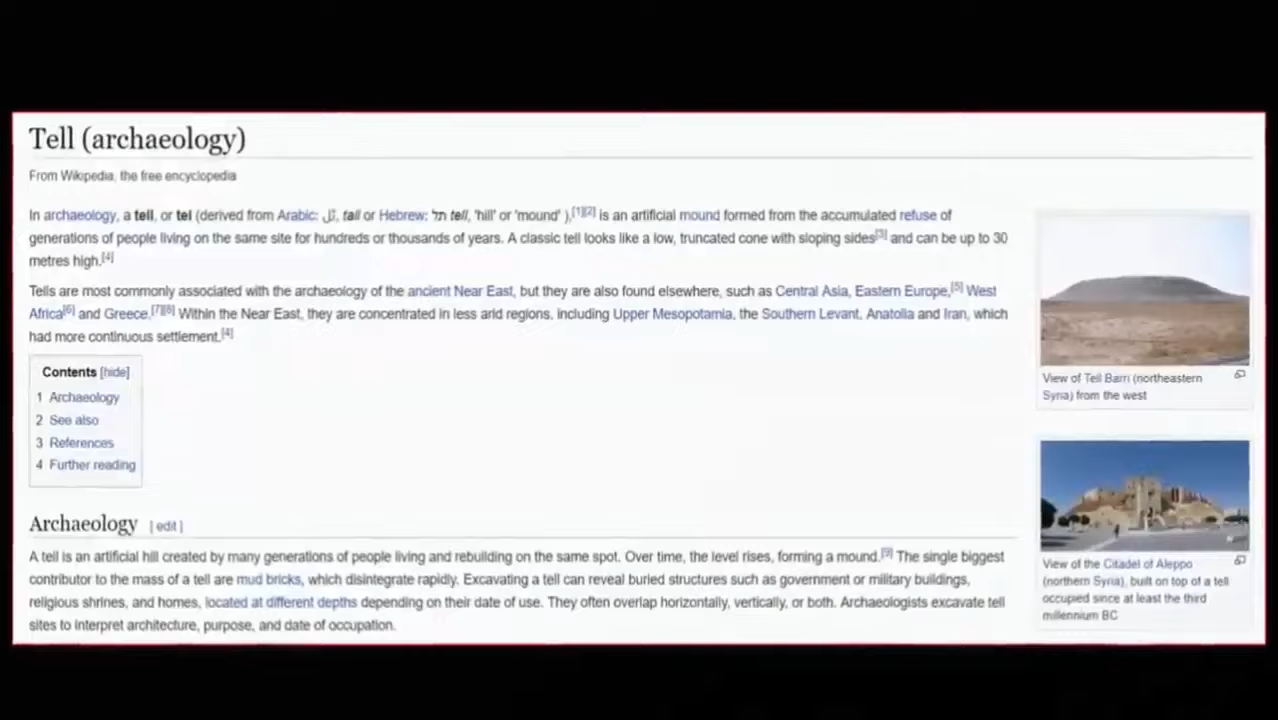 Tell (archaeology)
From Wikipedia, the free encyclopedia
In archaeology, a tell, or tel (derived from Arabic: تَل, tall or Hebrew: תל tell, 'hill' or 'mound' ),[1][2] is an artificial mound formed from the accumulated refuse of
generations of people living on the same site for hundreds or thousands of years. A classic tell looks like a low, truncated cone with sloping sides[3] and can be up to 30
metres high.[4]
Tells are most commonly associated with the archaeology of the ancient Near East, but they are also found elsewhere, such as Central Asia, Eastern Europe,[5] West
Africa[6] and Greece.[7][8] Within the Near East, they are concentrated in less arid regions, including Upper Mesopotamia, the Southern Levant, Anatolia and Iran, which
had more continuous settlement.[4]
Contents [hide]
1 Archaeology
2 See also
3 References
4 Further reading
Archaeology [ edit ]
A tell is an artificial hill created by many generations of people living and rebuilding on the same spot. Over time, the level rises, forming a mound.[9] The single biggest
contributor to the mass of a tell are mud bricks, which disintegrate rapidly. Excavating a tell can reveal buried structures such as government or military buildings,
religious shrines, and homes, located at different depths depending on their date of use. They often overlap horizontally, vertically, or both. Archaeologists excavate tell
sites to interpret architecture, purpose, and date of occupation.
View of Tell Barri (northeastern
Syria) from the west
View of the Citadel of Aleppo
(northern Syria), built on top of a tell
occupied since at least the third
millennium BC